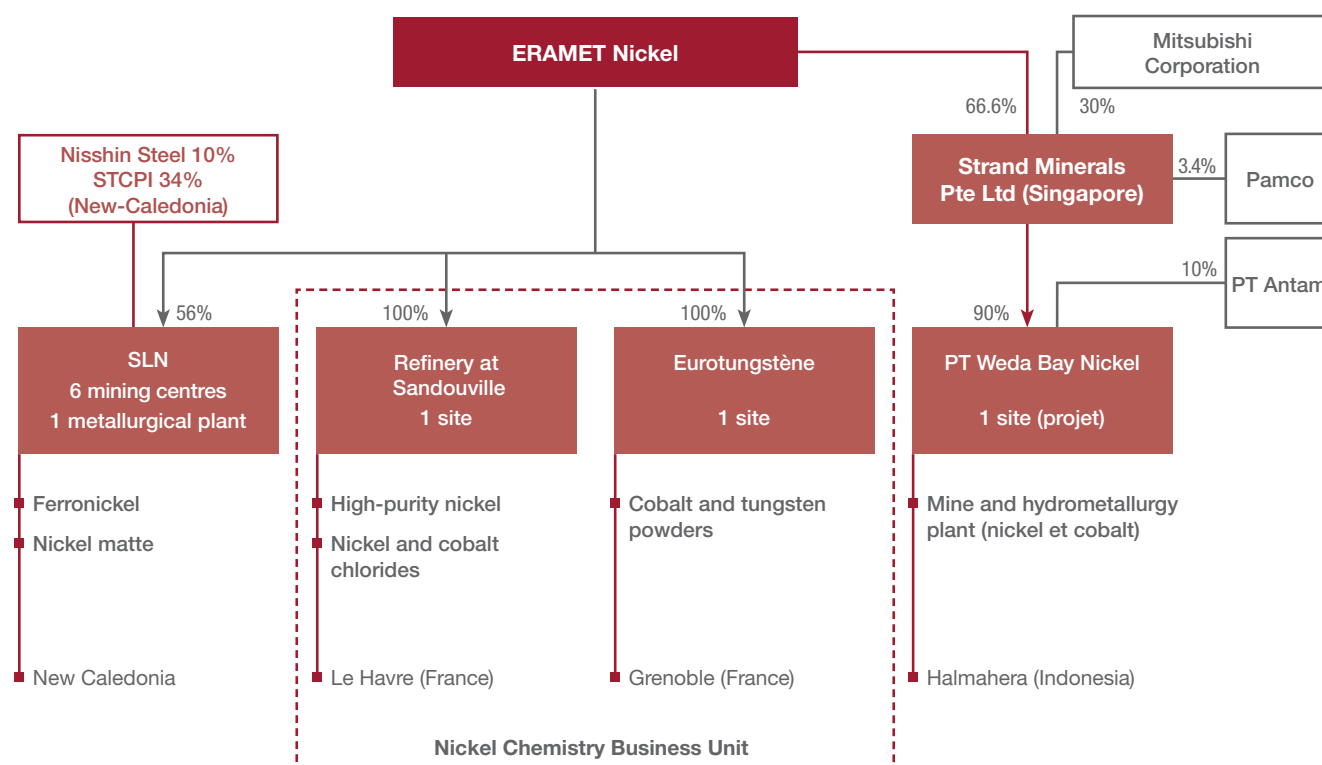 ERAMET Nickel
Mitsubishi
Corporation
66.6%
30%
Nisshin Steel 10%
STCPI 34%
(New-Caledonia)
Strand Minerals
Pte Ltd (Singapore)
3.4%
Pamco
10%
PT Antam
56%
100%
100%
90%
SLN
6 mining centres
1 metallurgical plant
Refinery at
Sandouville
1 site
Eurotungstène
1 site
PT Weda Bay Nickel
1 site (projet)
Ferronickel
Nickel matte
High-purity nickel
Nickel and cobalt
chlorides
Cobalt and tungsten
powders
Mine and hydrometallurgy
plant (nickel et cobalt)
New Caledonia
Le Havre (France)
Grenoble (France)
Halmahera (Indonesia)
Nickel Chemistry Business Unit